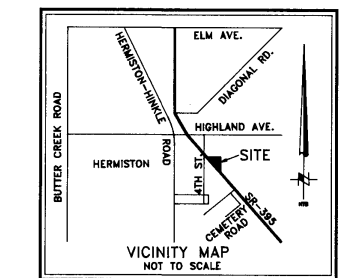 ELM AVE.
HERMISTON-HINKLE
ROAD
DIAGONAL RD.
BUTTER CREEK ROAD
HIGHLAND AVE.
HERMISTON
4TH ST.
SITE
SR-395
CEMETERY
ROAD
VICINITY MAP
NOT TO SCALE